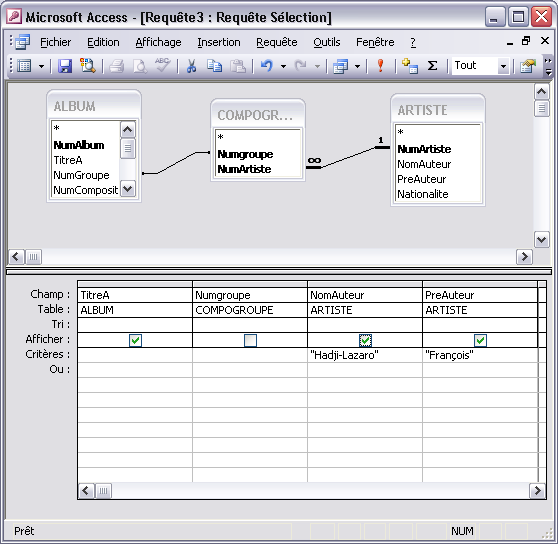 Microsoft Access - [Requête3 : Requête Sélection]
Fichier Edition Affichage Insertion Requête Outils Fenêtre ?
ABC Σ Tout
ALBUM
*
NumAlbum
TitreA
NumGroupe
NumComposit
COMPOGR...
*
Numgroupe
NumArtiste
∞ 1
ARTISTE
*
NumArtiste
NomAuteur
PreAuteur
Nationalite
Champ : TitreA Numgroupe NomAuteur PreAuteur
Table : ALBUM COMPOGROUPE ARTISTE ARTISTE
Tri :
Afficher :
Critères : "Hadji-Lazaro" "François"
Ou :
Prêt NUM